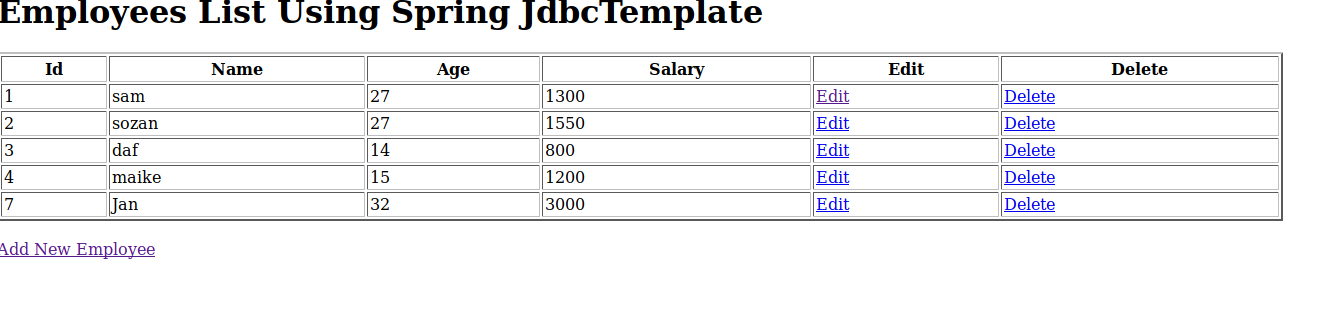 Employees List Using Spring JdbcTemplate
Id Name Age Salary Edit Delete
1 sam 27 1300 Edit Delete
2 sozan 27 1550 Edit Delete
3 daf 14 800 Edit Delete
4 maike 15 1200 Edit Delete
7 Jan 32 3000 Edit Delete
Add New Employee